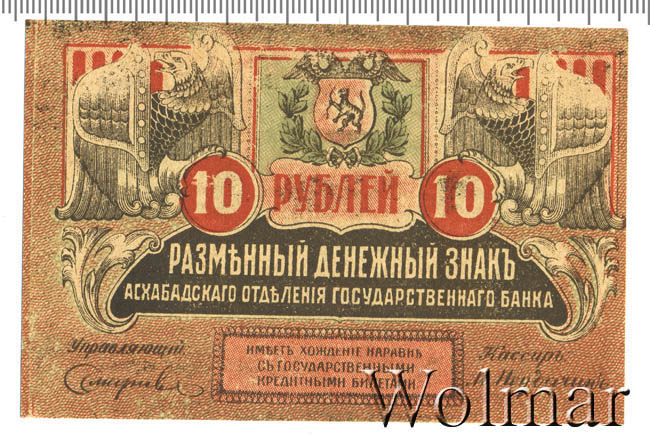 10 РУБЛЕЙ 10
РАЗМѢННЫЙ ДЕНЕЖНЫЙ ЗНАКЪ
АСХАБАДСКАГО ОТДѢЛЕНІЯ ГОСУДАРСТВЕННАГО БАНКА
Управляющій
Кассиръ
ИМѢЕТЪ ХОЖДЕНІЕ НАРАВНѢ
СЪ ГОСУДАРСТВЕННЫМИ
КРЕДИТНЫМИ БИЛЕТАМИ
Wolmar